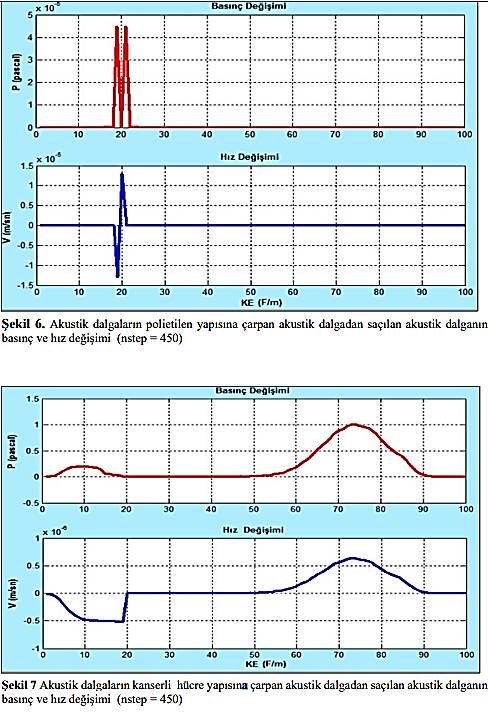 Basınç Değişimi
x 10⁻⁵
5
4
3
2
1
0
P (pascal)
0 10 20 30 40 50 60 70 80 90 100
Hız Değişimi
x 10⁻⁵
1.5
1
0.5
0
-0.5
-1
-1.5
V (m/sn)
0 10 20 30 40 50 60 70 80 90 100
KE (F/m)
Şekil 6. Akustik dalgaların polietilen yapısına çarpan akustik dalgadan saçılan akustik dalganın
basınç ve hız değişimi (nstep = 450)
Basınç Değişimi
1.5
1
0.5
0
-0.5
P (pascal)
0 10 20 30 40 50 60 70 80 90 100
Hız Değişimi
x 10⁻⁶
1
0.5
0
-0.5
-1
V (m/sn)
0 10 20 30 40 50 60 70 80 90 100
KE (F/m)
Şekil 7 Akustik dalgaların kanserli hücre yapısına çarpan akustik dalgadan saçılan akustik dalganın
basınç ve hız değişimi (nstep = 450)